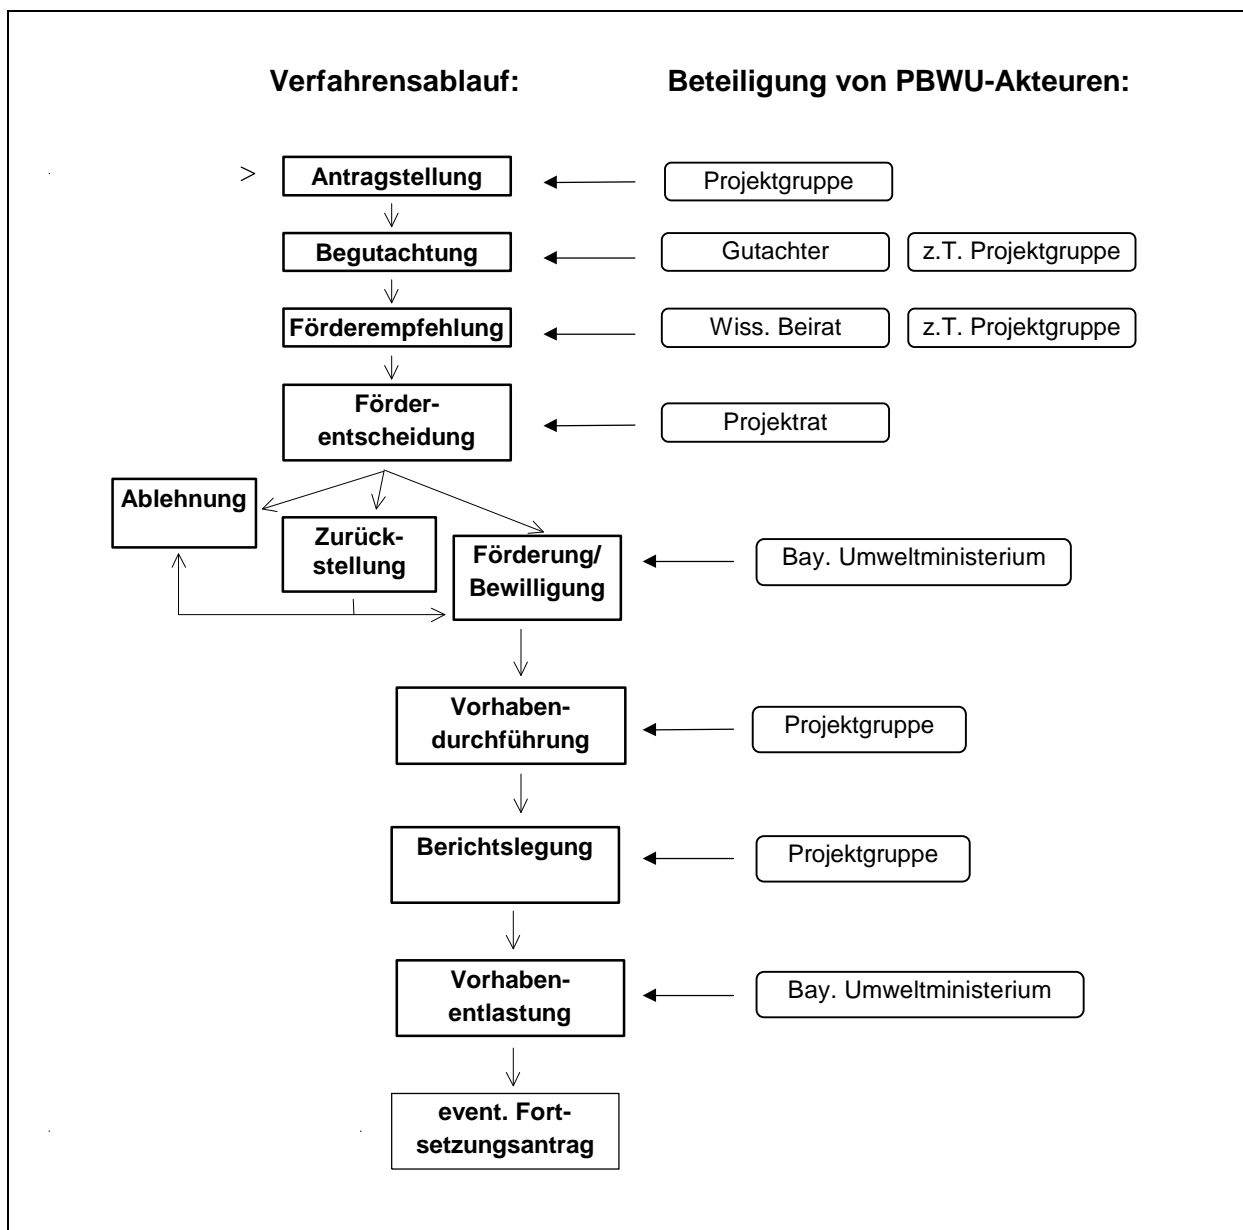 Verfahrensablauf:
Beteiligung von PBWU-Akteuren:
>
Antragstellung
Projektgruppe
Begutachtung
Gutachter
z.T. Projektgruppe
Förderempfehlung
Wiss. Beirat
z.T. Projektgruppe
Förder-
entscheidung
Projektrat
Ablehnung
Zurück-
stellung
Förderung/
Bewilligung
Bay. Umweltministerium
Vorhaben-
durchführung
Projektgruppe
Berichtslegung
Projektgruppe
Vorhaben-
entlastung
Bay. Umweltministerium
event. Fort-
setzungsantrag